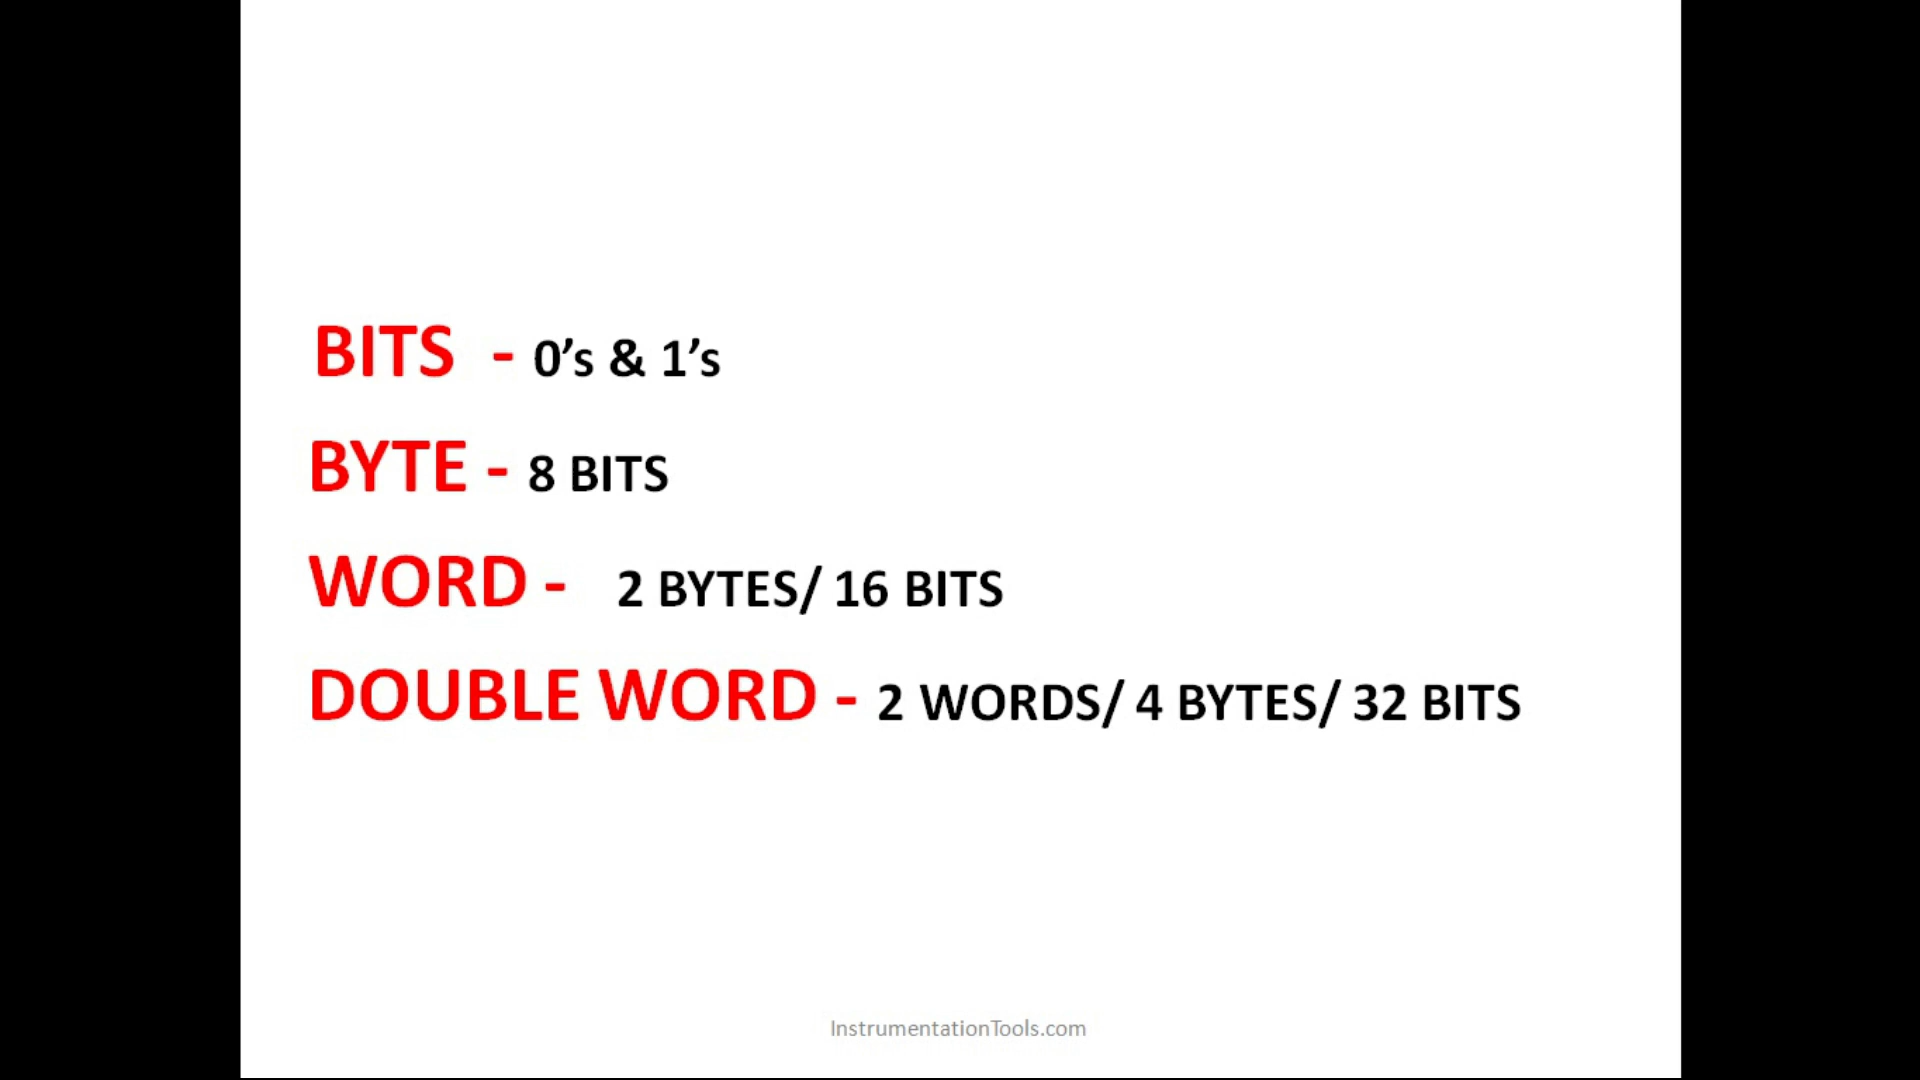 BITS - 0’s & 1’s
BYTE - 8 BITS
WORD - 2 BYTES/ 16 BITS
DOUBLE WORD - 2 WORDS/ 4 BYTES/ 32 BITS
InstrumentationTools.com